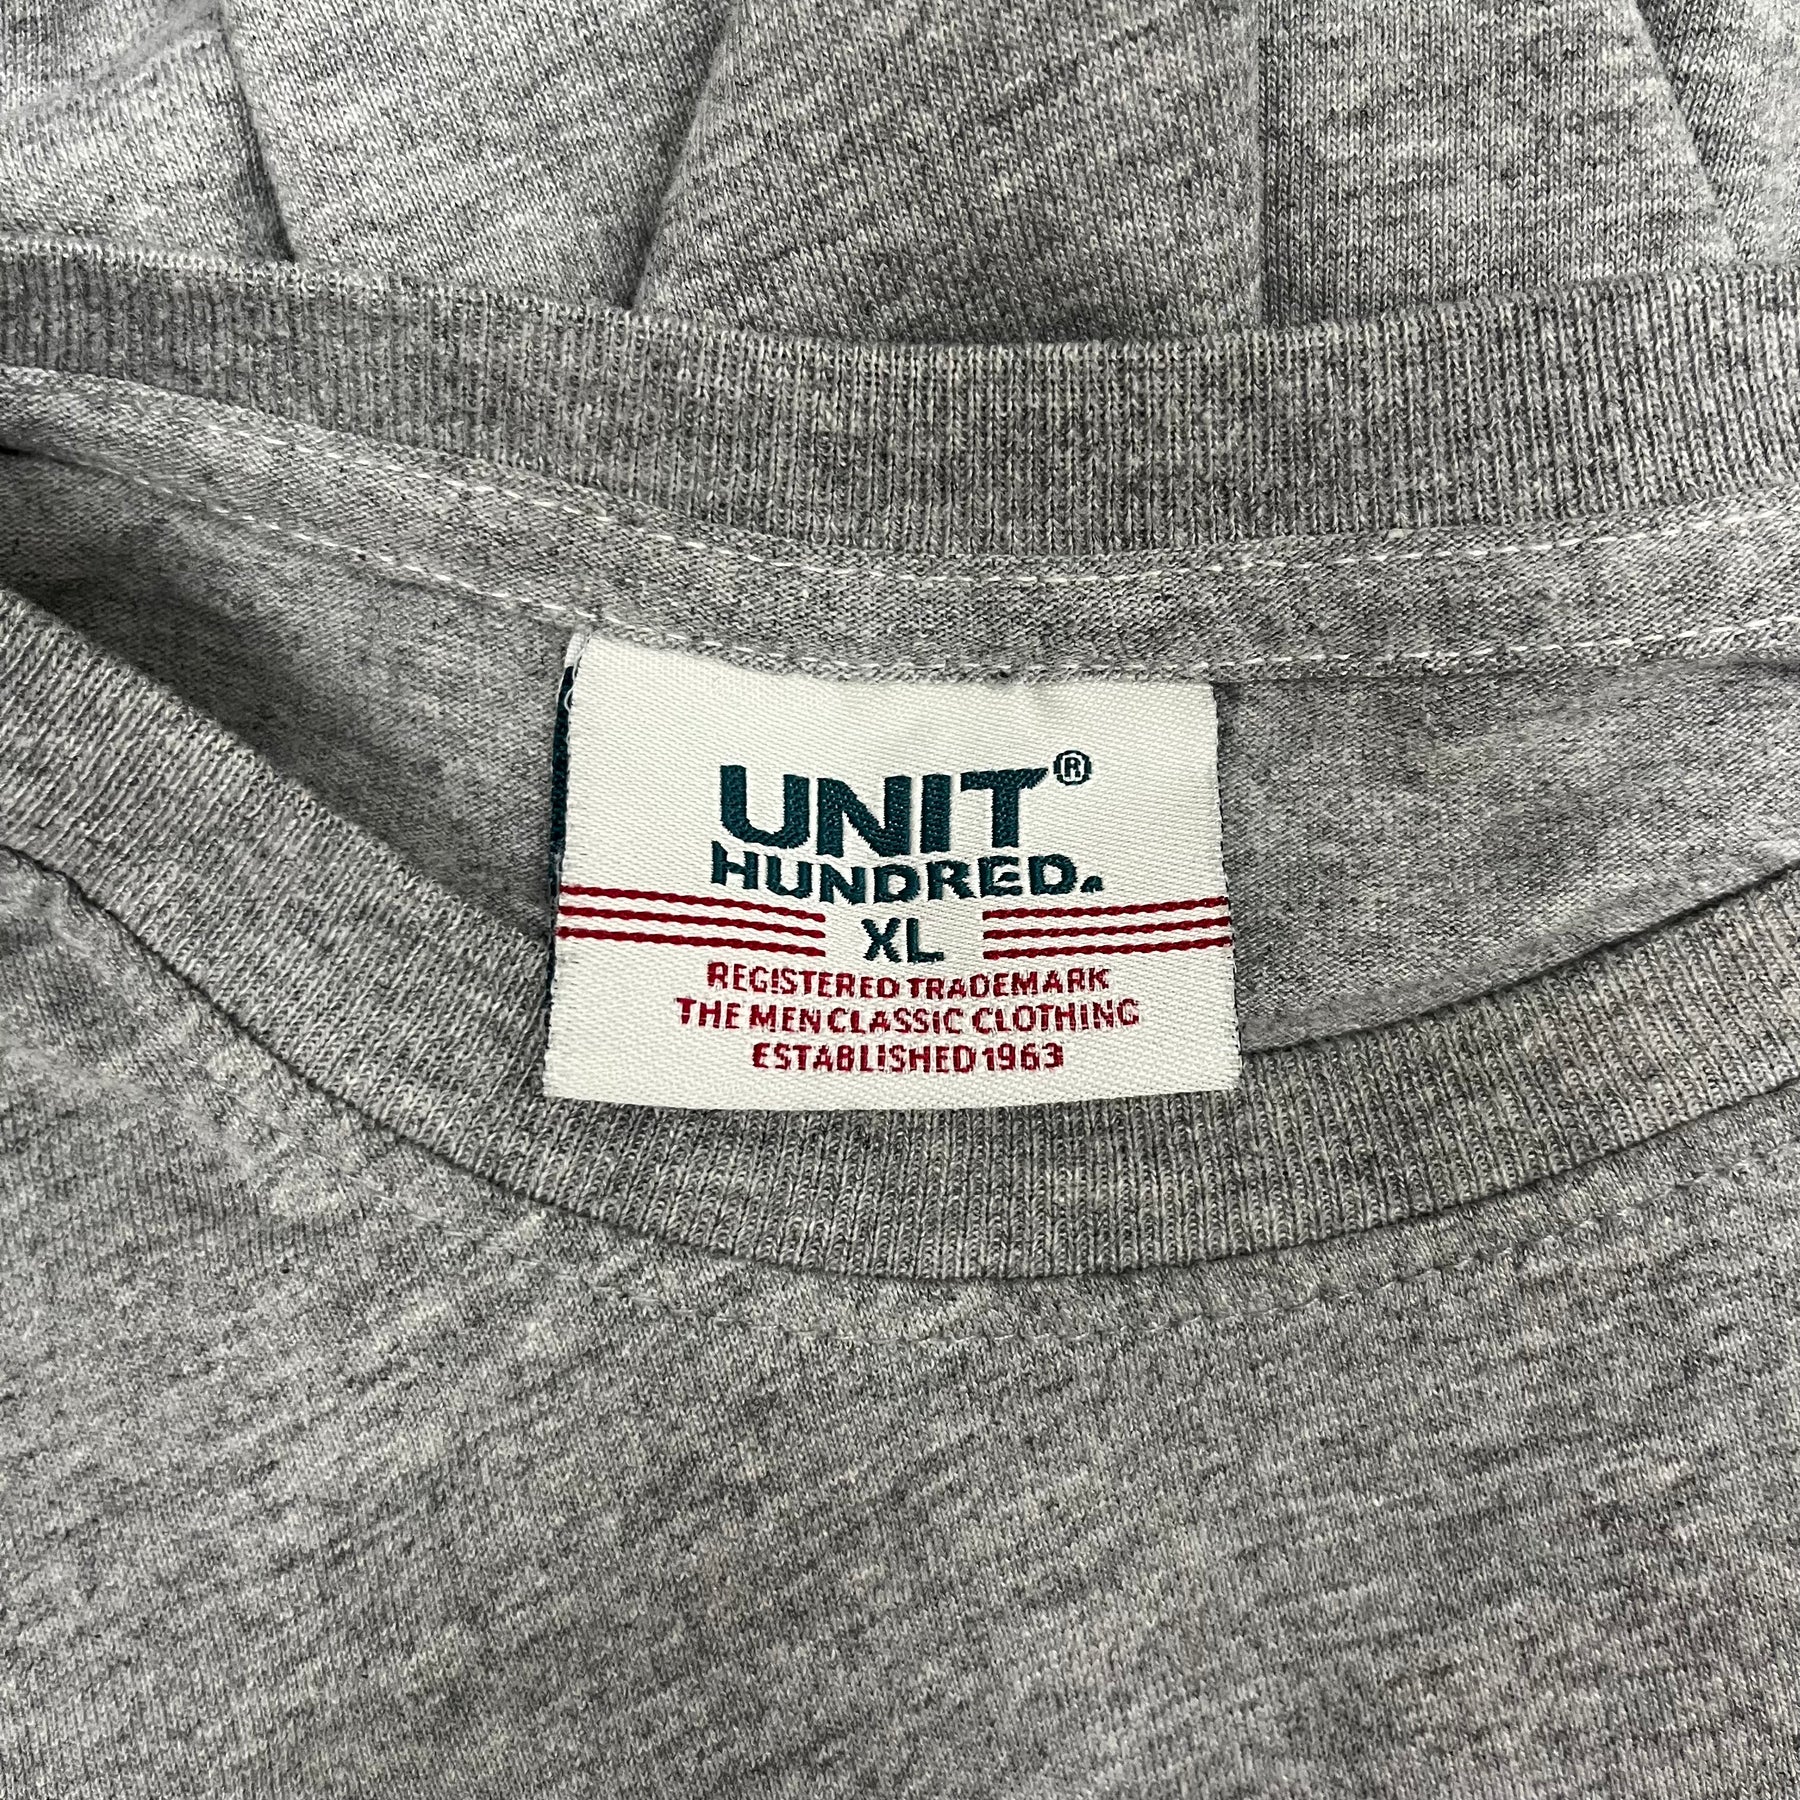 UNIT®
HUNDRED.
XL
REGISTERED TRADEMARK
THE MEN CLASSIC CLOTHING
ESTABLISHED 1963